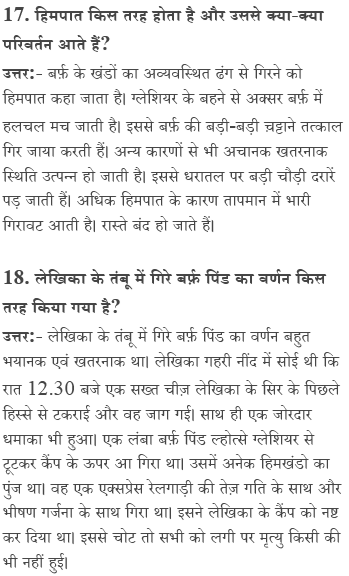 17. हिमपात किस तरह होता है और उससे क्या-क्या
परिवर्तन आते हैं?
उत्तर:- बर्फ़ के खंडों का अव्यवस्थित ढंग से गिरने को
हिमपात कहा जाता है। ग्लेशियर के बहने से अक्सर बर्फ़ में
हलचल मच जाती है। इससे बर्फ़ की बड़ी-बड़ी च़ट्टाने तत्काल
गिर जाया करती हैं। अन्य कारणों से भी अचानक खतरनाक
स्थिति उत्पन्न हो जाती है। इससे धरातल पर बड़ी चौड़ी दरारें
पड़ जाती हैं। अधिक हिमपात के कारण तापमान में भारी
गिरावट आती है। रास्ते बंद हो जाते हैं।
18. लेखिका के तंबू में गिरे बर्फ़ पिंड का वर्णन किस
तरह किया गया है?
उत्तर:- लेखिका के तंबू में गिरे बर्फ़ पिंड का वर्णन बहुत
भयानक एवं खतरनाक था। लेखिका गहरी नींद में सोई थी कि
रात 12.30 बजे एक सख्त चीज़ लेखिका के सिर के पिछले
हिस्से से टकराई और वह जाग गई। साथ ही एक जोरदार
धमाका भी हुआ। एक लंबा बर्फ़ पिंड ल्होत्से ग्लेशियर से
टूटकर कैंप के ऊपर आ गिरा था। उसमें अनेक हिमखंडो का
पुंज था। वह एक एक्सप्रेस रेलगाड़ी की तेज़ गति के साथ और
भीषण गर्जना के साथ गिरा था। इसने लेखिका के कैंप को नष्ट
कर दिया था। इससे चोट तो सभी को लगी पर मृत्यु किसी की
भी नहीं हुई।